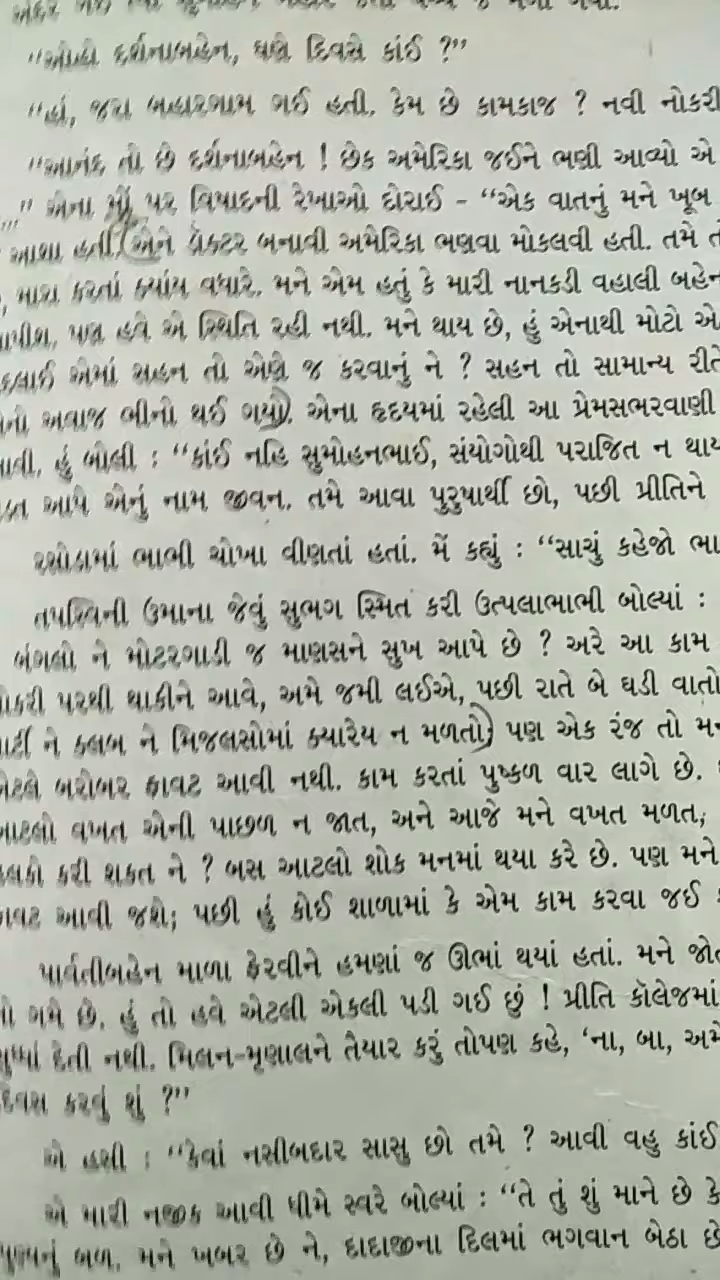 "ઓહો દર્શનાબહેન, ઘણે દિવસે કાંઈ ?"
"હાં, જરા બહારગામ ગઈ હતી. કેમ છે કામકાજ ? નવી નોકરી
"આનંદ તો છે દર્શનાબહેન ! છેક અમેરિકા જઈને ભણી આવ્યો એ
..." એના મોં પર વિષાદની રેખાઓ દોરાઈ - "એક વાતનું મને ખૂબ
આશા હતી, એને ડૉક્ટર બનાવી અમેરિકા ભણવા મોકલવી હતી. તમે
મારા કરતાં ક્યાંય વધારે. મને એમ હતું કે મારી નાનકડી વહાલી બહેન
પણ હવે એ સ્થિતિ રહી નથી. મને થાય છે, હું એનાથી મોટો
એમાં સહન તો એણે જ કરવાનું ને ? સહન તો સામાન્ય રીતે
અવાજ ભીનો થઈ ગયો. એના હૃદયમાં રહેલી આ પ્રેમસભરવાણી
હું બોલી : "કાંઈ નહિ સુમોહનભાઈ, સંયોગોથી પરાજિત ન થાય
આપે એનું નામ જીવન. તમે આવા પુરુષાર્થી છો, પછી પ્રીતિને
રસોડામાં ભાભી ચોખા વીણતાં હતાં. મેં કહ્યું : "સાચું કહેજો
તપસ્વિની ઉમાના જેવું સુભગ સ્મિત કરી ઉત્પલાભાભી બોલ્યાં :
બંગલો ને મોટરગાડી જ માણસને સુખ આપે છે ? અરે આ કામ
પરથી થાકીને આવે, અમે જમી લઈએ, પછી રાતે બે ઘડી વાતો
ને ક્લબ ને મિજલસોમાં ક્યારેય ન મળતો; પણ એક રંજ તો
બરોબર ફાવટ આવી નથી. કામ કરતાં પુષ્કળ વાર લાગે છે.
આટલો વખત એની પાછળ ન જાત, અને આજે મને વખત મળત,
કરી શકત ને ? બસ આટલો શોક મનમાં થયા કરે છે. પણ મને
આવી જશે; પછી હું કોઈ શાળામાં કે એમ કામ કરવા જઈ
પાર્વતીબહેન માળા ફેરવીને હમણાં જ ઊભાં થયાં હતાં. મને
ગમે છે. હું તો હવે એટલી એકલી પડી ગઈ છું ! પ્રીતિ કૉલેજમાં
દેતી નથી. મિલન-મૃણાલને તૈયાર કરું તોપણ કહે, 'ના, બા,
દિવસ કરવું શું ?"
એ હસી : "કેવાં નસીબદાર સાસુ છો તમે ? આવી વહુ કાંઈ
એ મારી નજીક આવી ધીમે સ્વરે બોલ્યાં : "તે તું શું માને છે કે
બળ. મને ખબર છે ને, દાદાજીના દિલમાં ભગવાન બેઠા છે